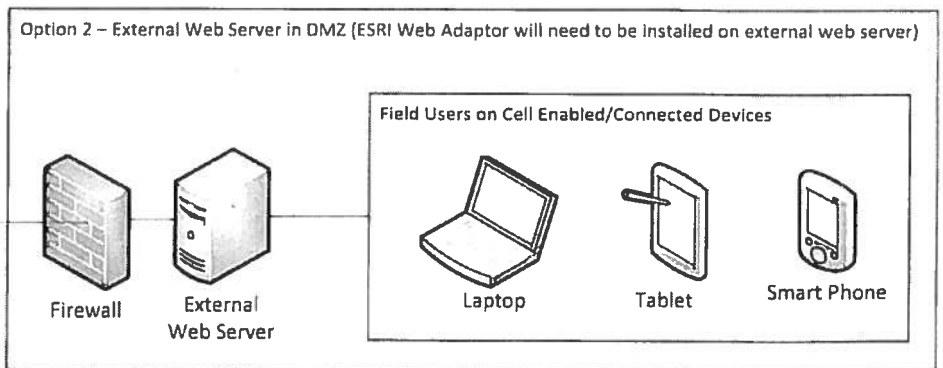 Option 2 – External Web Server in DMZ (ESRI Web Adaptor will need to be installed on external web server)
Field Users on Cell Enabled/Connected Devices
Firewall
External
Web Server
Laptop
Tablet
Smart Phone